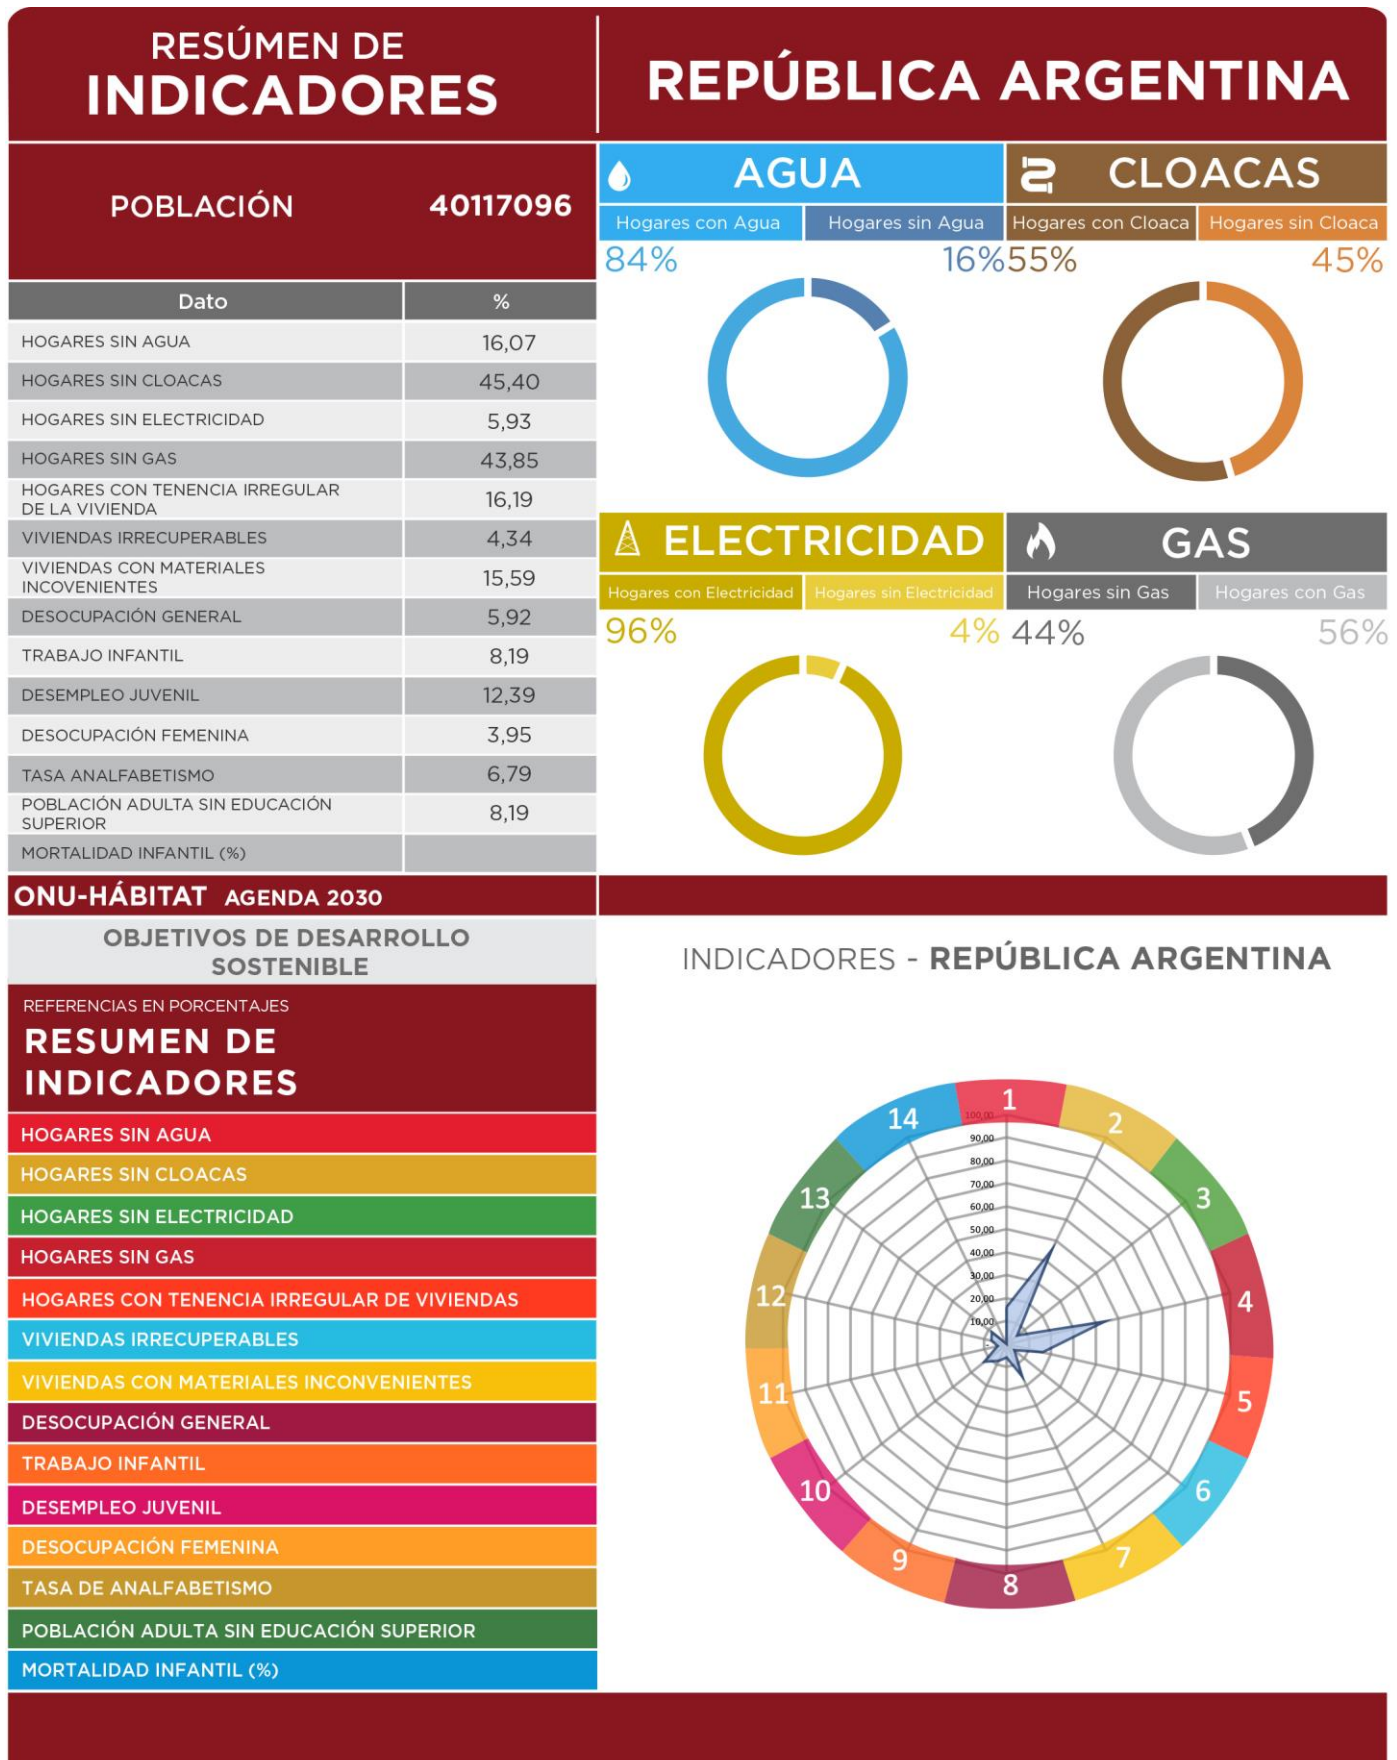 RESÚMEN DE
INDICADORES
REPÚBLICA ARGENTINA
POBLACIÓN 40117096
Dato %
HOGARES SIN AGUA 16,07
HOGARES SIN CLOACAS 45,40
HOGARES SIN ELECTRICIDAD 5,93
HOGARES SIN GAS 43,85
HOGARES CON TENENCIA IRREGULAR
DE LA VIVIENDA 16,19
VIVIENDAS IRRECUPERABLES 4,34
VIVIENDAS CON MATERIALES
INCOVENIENTES 15,59
DESOCUPACIÓN GENERAL 5,92
TRABAJO INFANTIL 8,19
DESEMPLEO JUVENIL 12,39
DESOCUPACIÓN FEMENINA 3,95
TASA ANALFABETISMO 6,79
POBLACIÓN ADULTA SIN EDUCACIÓN
SUPERIOR 8,19
MORTALIDAD INFANTIL (%)
AGUA
Hogares con Agua Hogares sin Agua
84% 16%
CLOACAS
Hogares con Cloaca Hogares sin Cloaca
55% 45%
ELECTRICIDAD
Hogares con Electricidad Hogares sin Electricidad
96% 4%
GAS
Hogares sin Gas Hogares con Gas
44% 56%
ONU-HÁBITAT AGENDA 2030
OBJETIVOS DE DESARROLLO
SOSTENIBLE
REFERENCIAS EN PORCENTAJES
RESUMEN DE
INDICADORES
HOGARES SIN AGUA
HOGARES SIN CLOACAS
HOGARES SIN ELECTRICIDAD
HOGARES SIN GAS
HOGARES CON TENENCIA IRREGULAR DE VIVIENDAS
VIVIENDAS IRRECUPERABLES
VIVIENDAS CON MATERIALES INCONVENIENTES
DESOCUPACIÓN GENERAL
TRABAJO INFANTIL
DESEMPLEO JUVENIL
DESOCUPACIÓN FEMENINA
TASA DE ANALFABETISMO
POBLACIÓN ADULTA SIN EDUCACIÓN SUPERIOR
MORTALIDAD INFANTIL (%)
INDICADORES - REPÚBLICA ARGENTINA
1
2
3
4
5
6
7
8
9
10
11
12
13
14
100,00
90,00
80,00
70,00
60,00
50,00
40,00
30,00
20,00
10,00
-